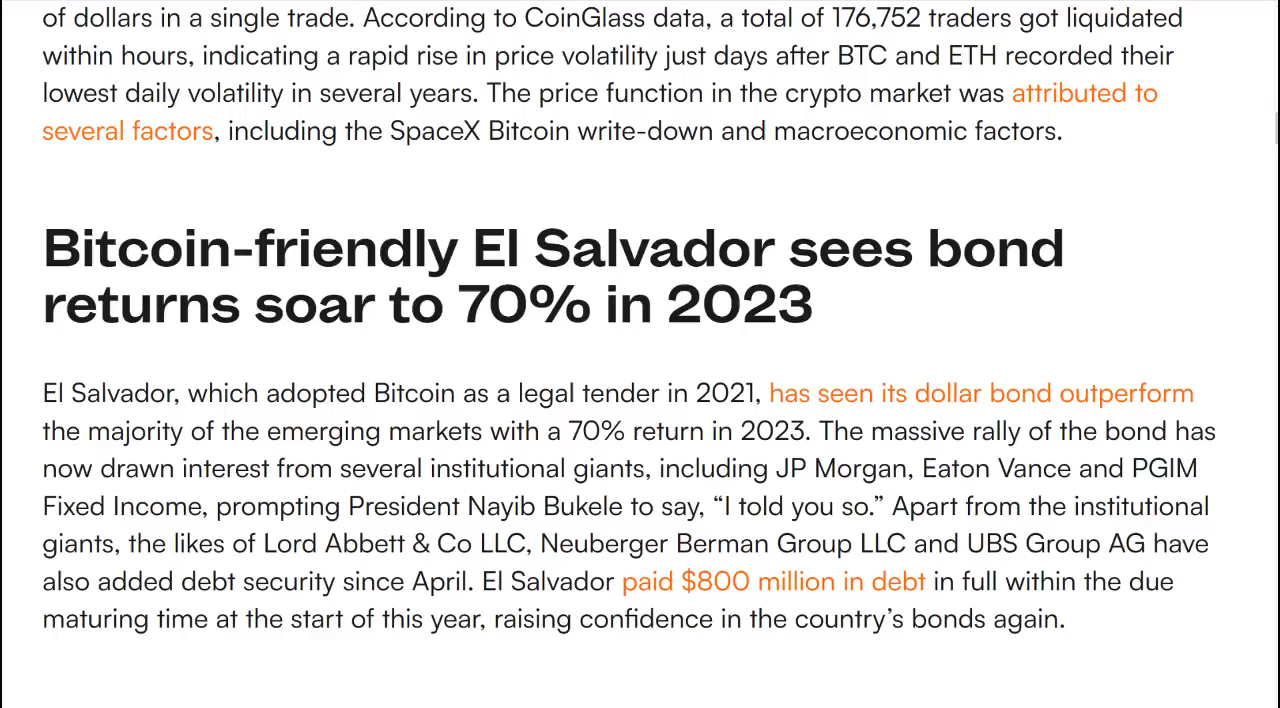 of dollars in a single trade. According to CoinGlass data, a total of 176,752 traders got liquidated
within hours, indicating a rapid rise in price volatility just days after BTC and ETH recorded their
lowest daily volatility in several years. The price function in the crypto market was attributed to
several factors, including the SpaceX Bitcoin write-down and macroeconomic factors.
Bitcoin-friendly El Salvador sees bond
returns soar to 70% in 2023
El Salvador, which adopted Bitcoin as a legal tender in 2021, has seen its dollar bond outperform
the majority of the emerging markets with a 70% return in 2023. The massive rally of the bond has
now drawn interest from several institutional giants, including JP Morgan, Eaton Vance and PGIM
Fixed Income, prompting President Nayib Bukele to say, “I told you so.” Apart from the institutional
giants, the likes of Lord Abbett & Co LLC, Neuberger Berman Group LLC and UBS Group AG have
also added debt security since April. El Salvador paid $800 million in debt in full within the due
maturing time at the start of this year, raising confidence in the country’s bonds again.